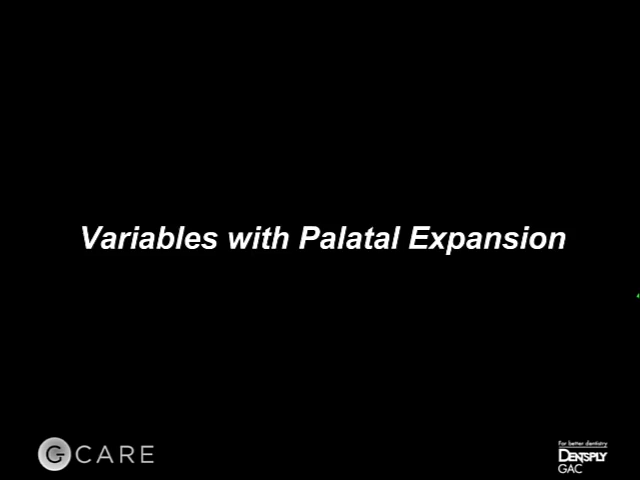 Variables with Palatal Expansion
G CARE
For better dentistry
DENTSPLY
GAC